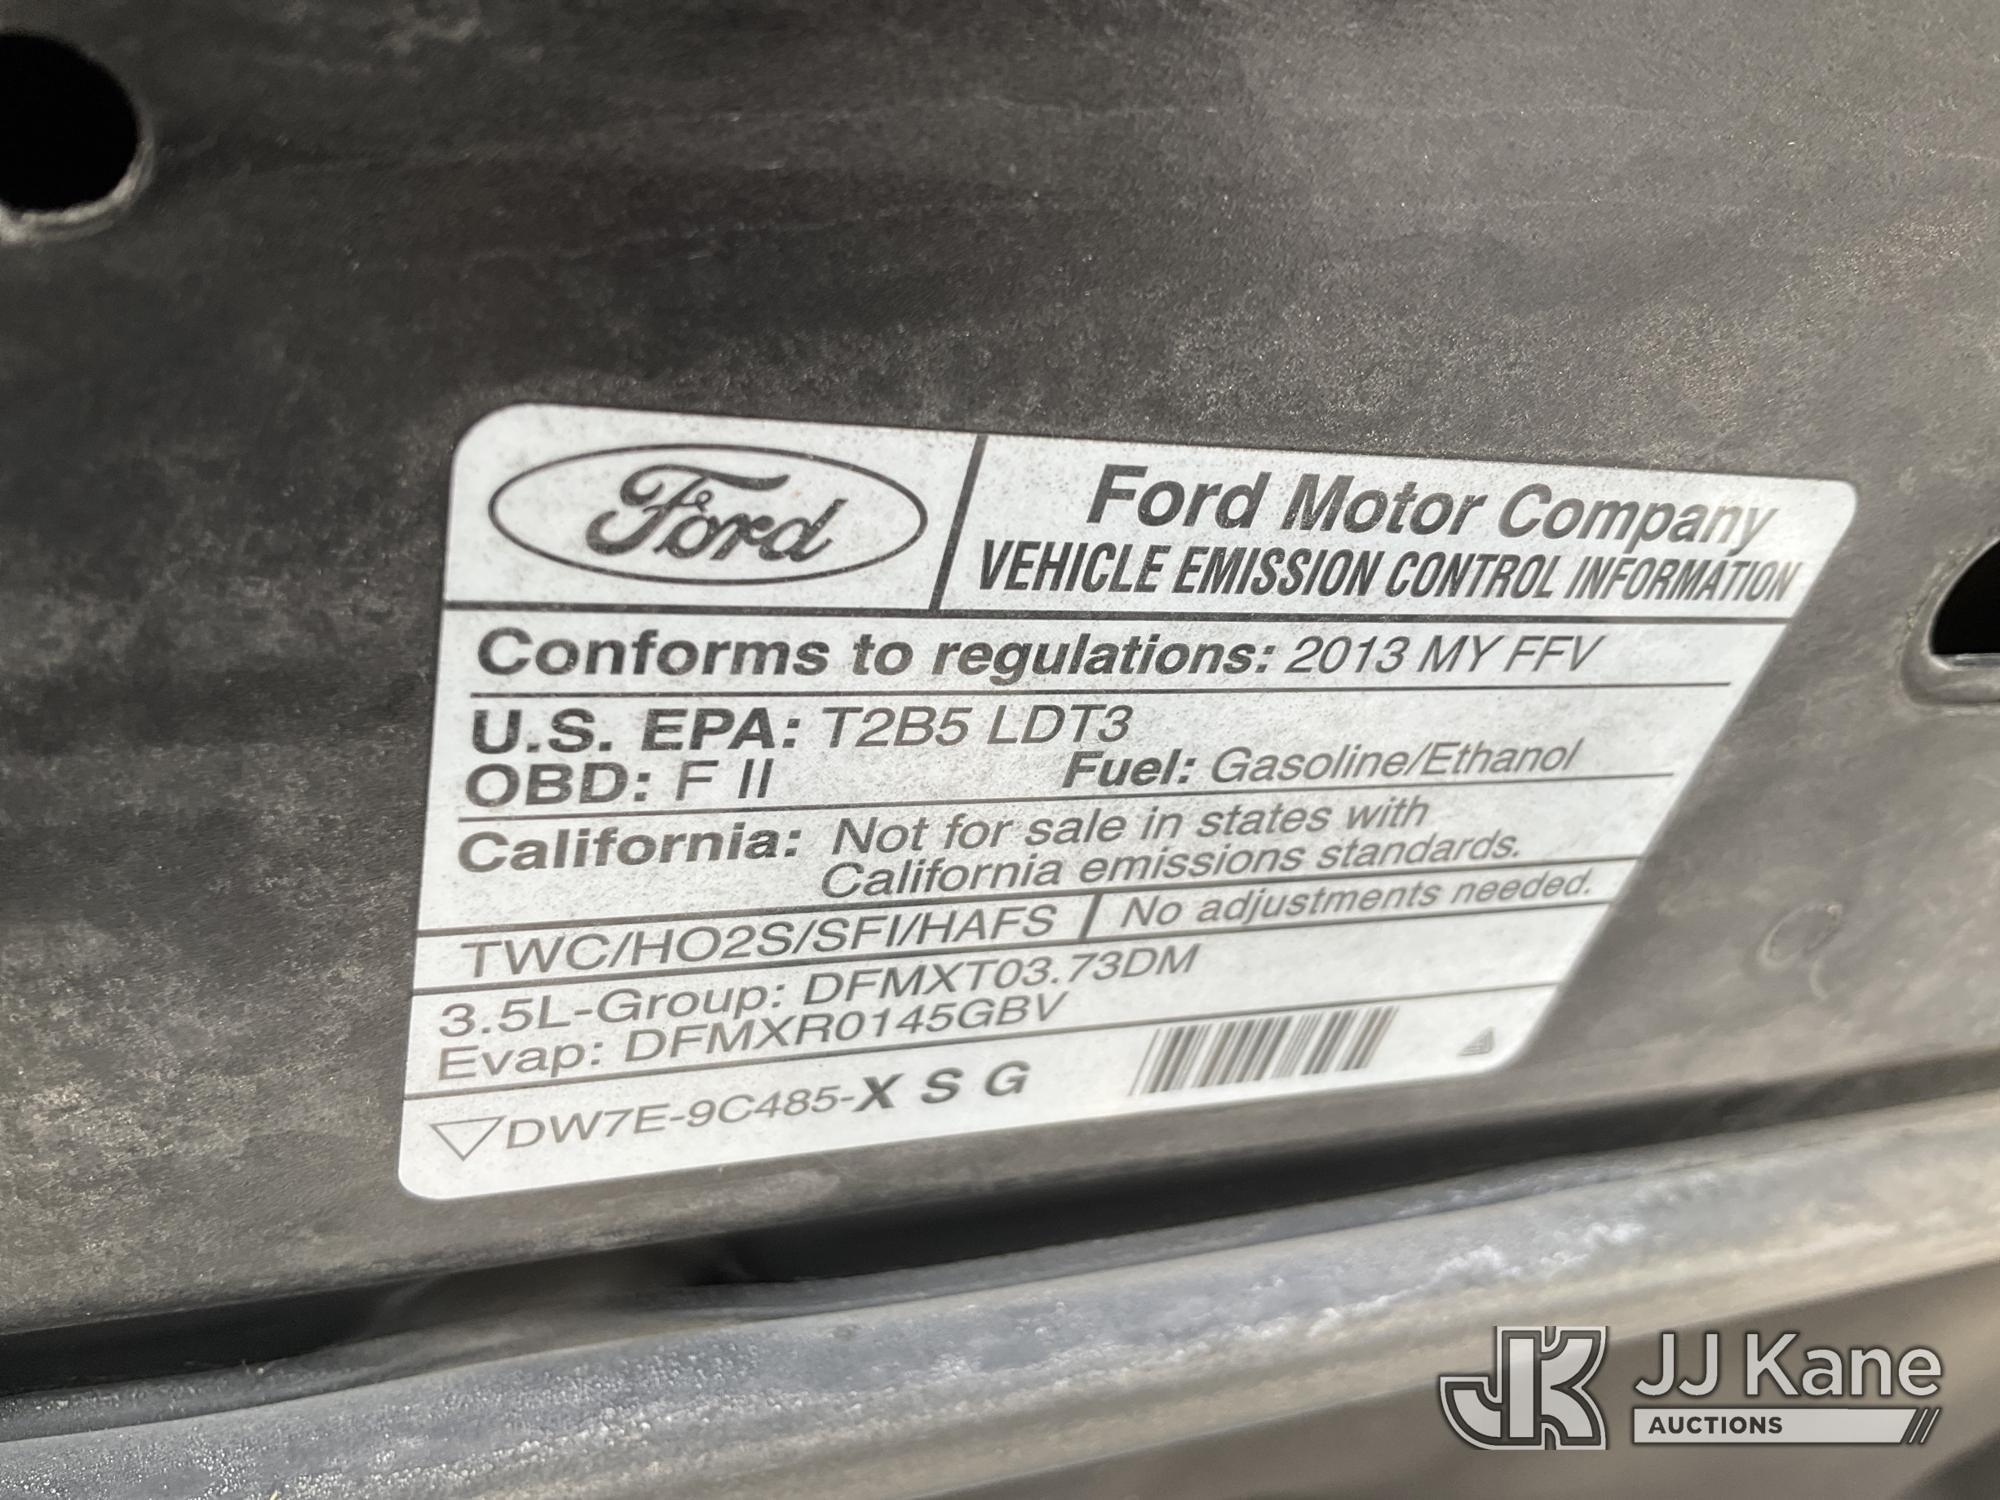 Ford
Ford Motor Company
VEHICLE EMISSION CONTROL INFORMATION
Conforms to regulations: 2013 MY FFV
U.S. EPA: T2B5 LDT3
OBD: F II Fuel: Gasoline/Ethanol
California: Not for sale in states with
California emissions standards.
TWC/HO2S/SFI/HAFS No adjustments needed.
3.5L-Group: DFMXT03.73DM
Evap: DFMXR0145GBV
DW7E-9C485-X S G
JK JJ Kane
AUCTIONS